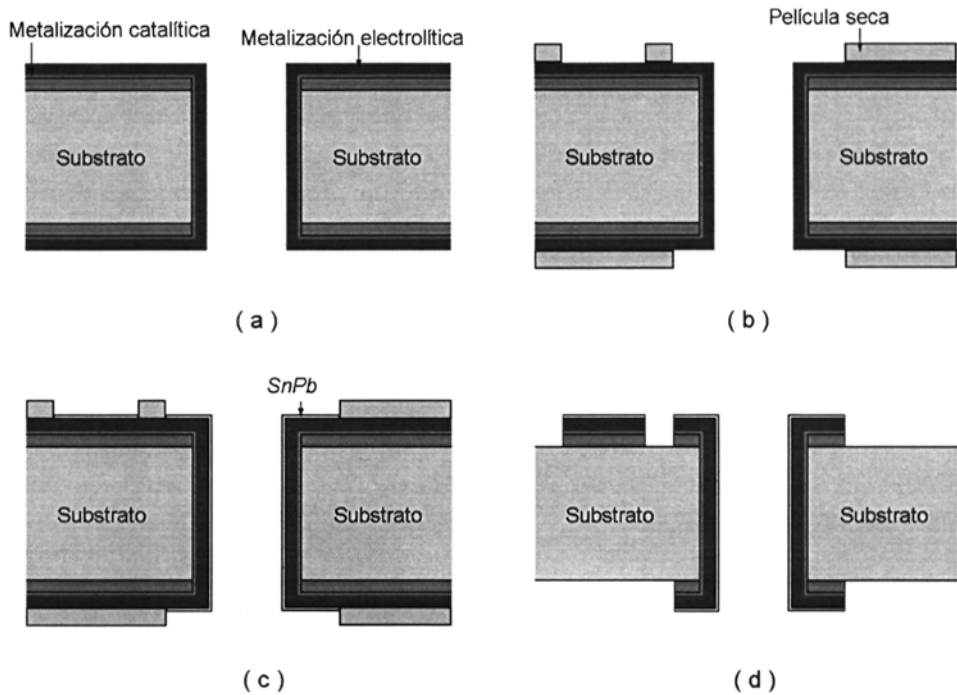 Metalización catalítica
Metalización electrolítica
Substrato
Substrato
( a )
Película seca
Substrato
Substrato
( b )
SnPb
Substrato
Substrato
( c )
Substrato
Substrato
( d )